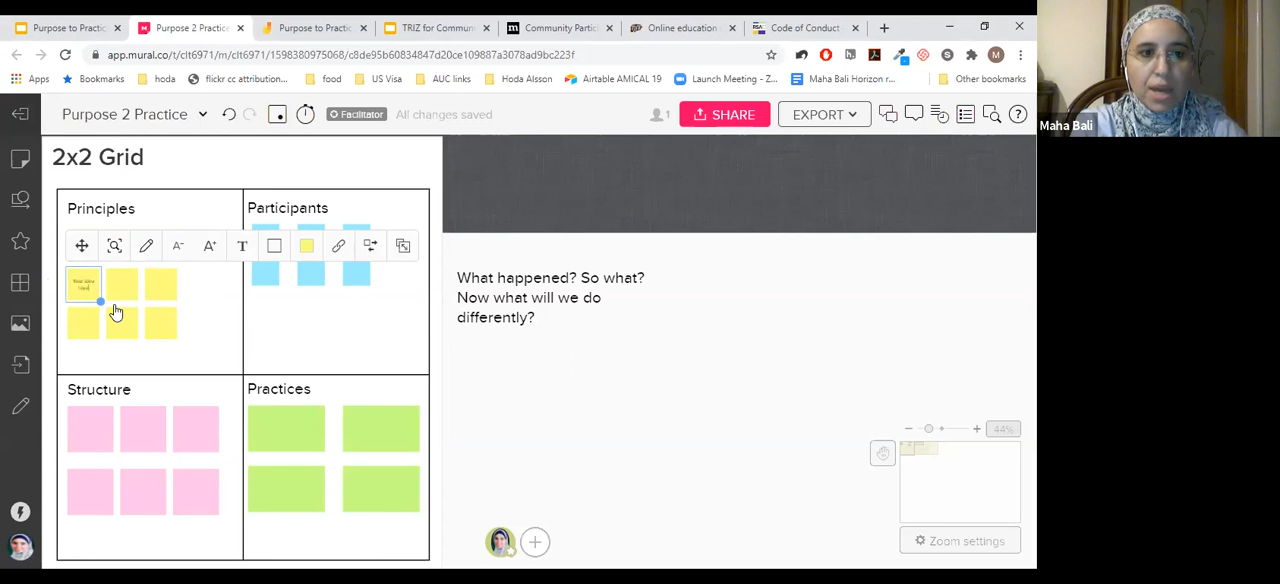 Purpose to Practic
Purpose 2 Practice
Purpose to Practic
TRIZ for Commun
Community Partic
Online education
Code of Conduct
app.mural.co/t/clt6971/m/clt6971/1598380975068/c8de95b60834847d20ce109887a3078ad9bc223f
Apps
Bookmarks
hoda
flickr cc attribution...
food
US Visa
AUC links
Hoda Alsson
Airtable AMICAL 19
Launch Meeting - Z...
Maha Bali Horizon r...
Other bookmarks
Purpose 2 Practice
Facilitator
All changes saved
SHARE
EXPORT
Maha Bali
2x2 Grid
Principles
Participants
A-
A+
T
What happened? So what?
Now what will we do
differently?
Structure
Practices
44%
Zoom settings